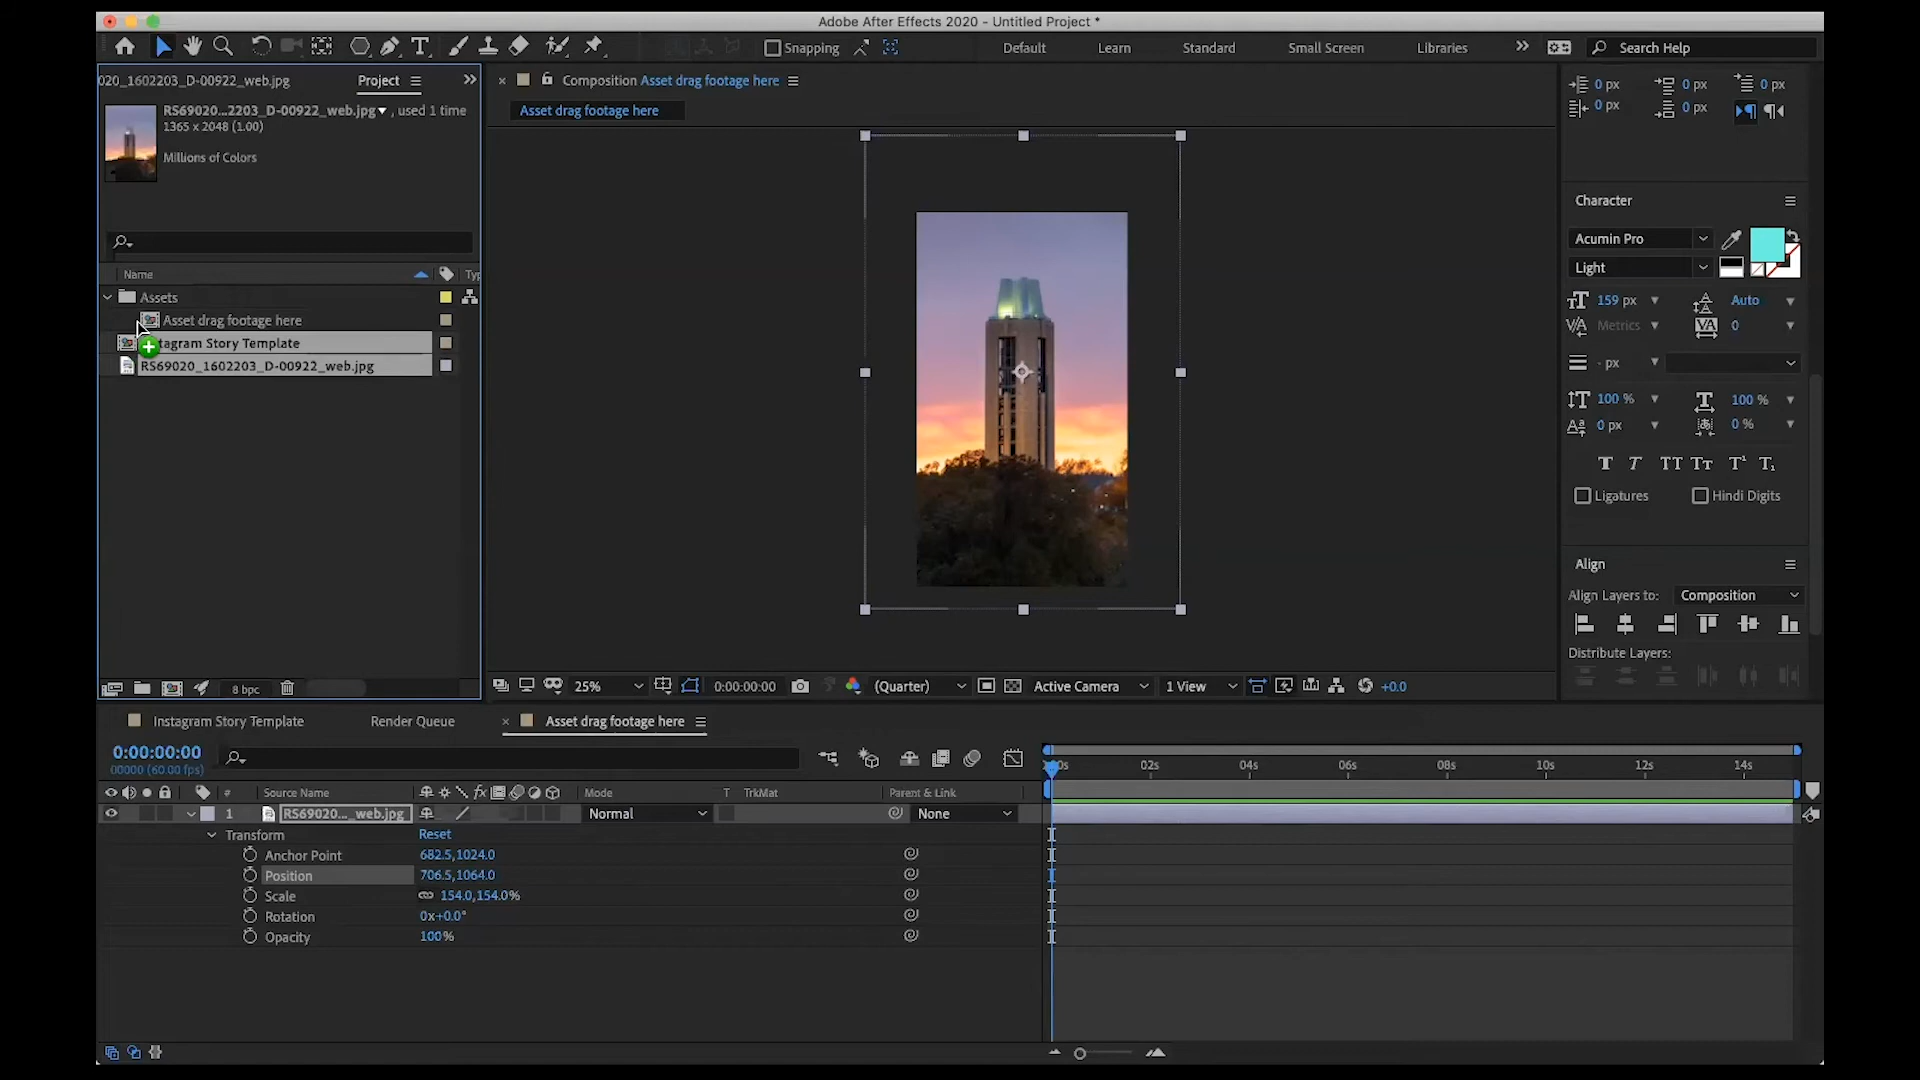 Adobe After Effects 2020 - Untitled Project *
Snapping
Default
Learn
Standard
Small Screen
Libraries
Search Help
020_1602203_D-00922_web.jpg
Project
RS69020...2203_D-00922_web.jpg, used 1 time
1365 x 2048 (1.00)
Millions of Colors
Composition Asset drag footage here
Asset drag footage here
Name
Typ
Assets
Asset drag footage here
tagram Story Template
RS69020_1602203_D-00922_web.jpg
8 bpc
25%
0:00:00:00
(Quarter)
Active Camera
1 View
+0.0
0 px
0 px
0 px
0 px
0 px
Character
Acumin Pro
Light
159 px
Auto
Metrics
0
- px
100 %
100 %
0 px
0 %
T T TT Tт T¹ T₁
Ligatures
Hindi Digits
Align
Align Layers to:
Composition
Distribute Layers:
Instagram Story Template
Render Queue
Asset drag footage here
0:00:00:00
00000 (60.00 fps)
0s
02s
04s
06s
08s
10s
12s
14s
#
Source Name
fx
Mode
T
TrkMat
Parent & Link
1
RS69020..._web.jpg
Normal
None
Transform
Reset
Anchor Point
682.5,1024.0
Position
706.5,1064.0
Scale
154.0,154.0%
Rotation
0x+0.0°
Opacity
100%